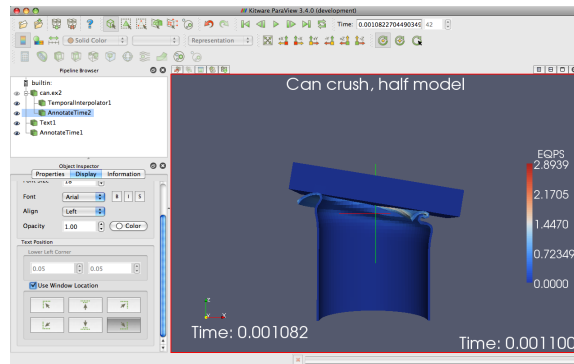 Kitware ParaView 3.4.0 (development)
Time: 0.0010822704490349 42
Solid Color
Representation
Pipeline Browser
builtin:
can.ex2
TemporalInterpolator1
AnnotateTime2
Text1
AnnotateTime1
Object Inspector
Properties Display Information
Font Size 18
Font Arial B I S
Align Left
Opacity 1.00 Color
Text Position
Lower Left Corner
0.05 0.05
Use Window Location
Can crush, half model
EQPS
2.8939
2.1705
1.4470
0.72349
0.0000
Time: 0.001082
Time: 0.001100